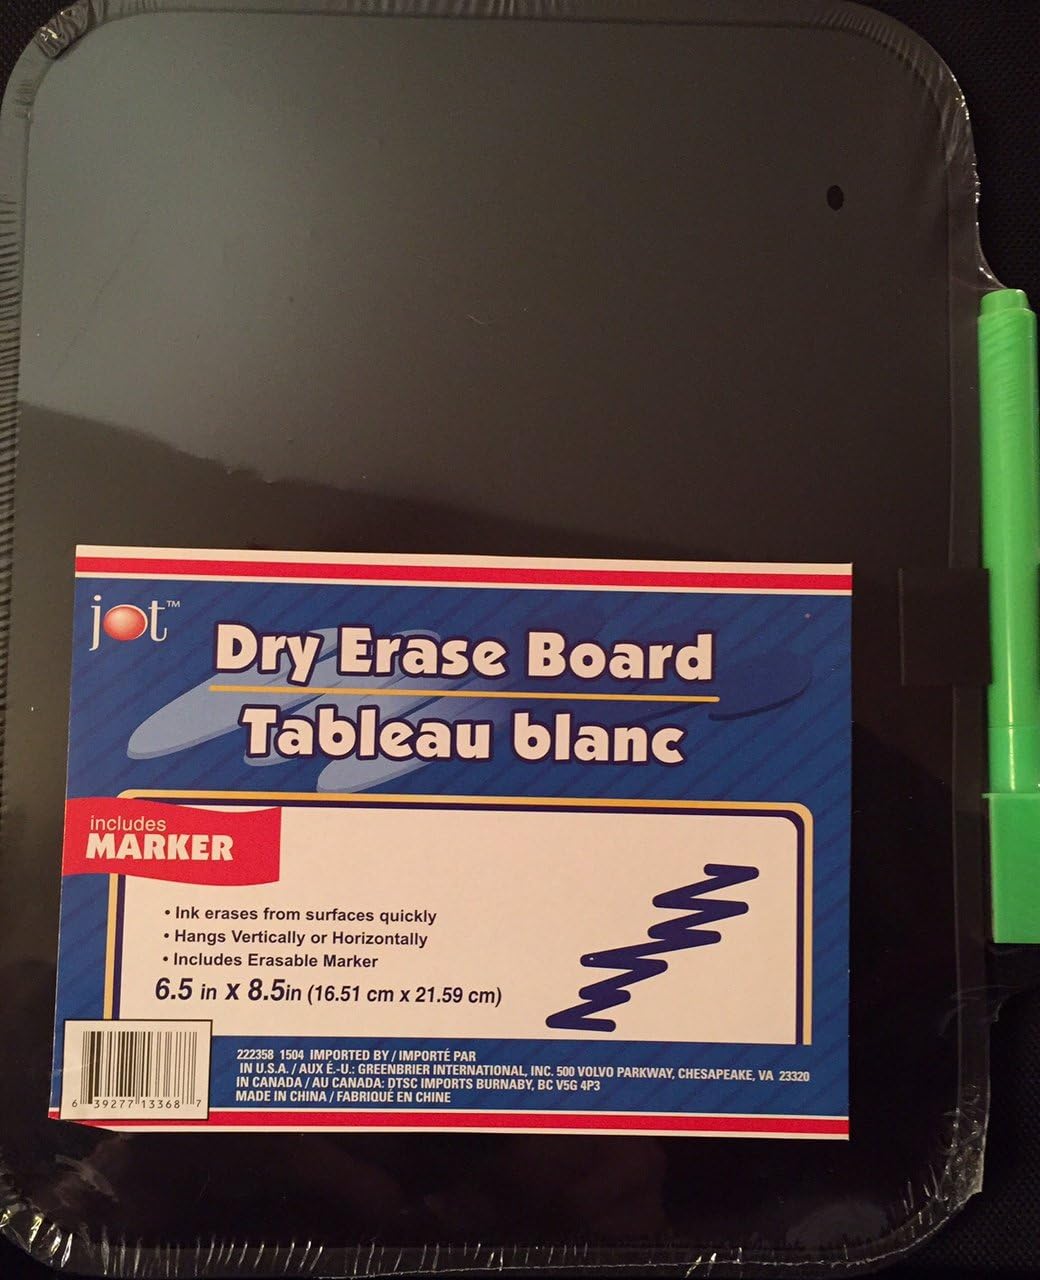 jot™
Dry Erase Board
Tableau blanc
includes
MARKER
• Ink erases from surfaces quickly
• Hangs Vertically or Horizontally
• Includes Erasable Marker
6.5 in x 8.5in (16.51 cm x 21.59 cm)
222358 1504 IMPORTED BY / IMPORTÉ PAR
IN U.S.A. / AUX É.-U.: GREENBRIER INTERNATIONAL, INC. 500 VOLVO PARKWAY, CHESAPEAKE, VA 23320
IN CANADA / AU CANADA: DTSC IMPORTS BURNABY, BC V5G 4P3
MADE IN CHINA / FABRIQUÉ EN CHINE
6 39277 13368 7